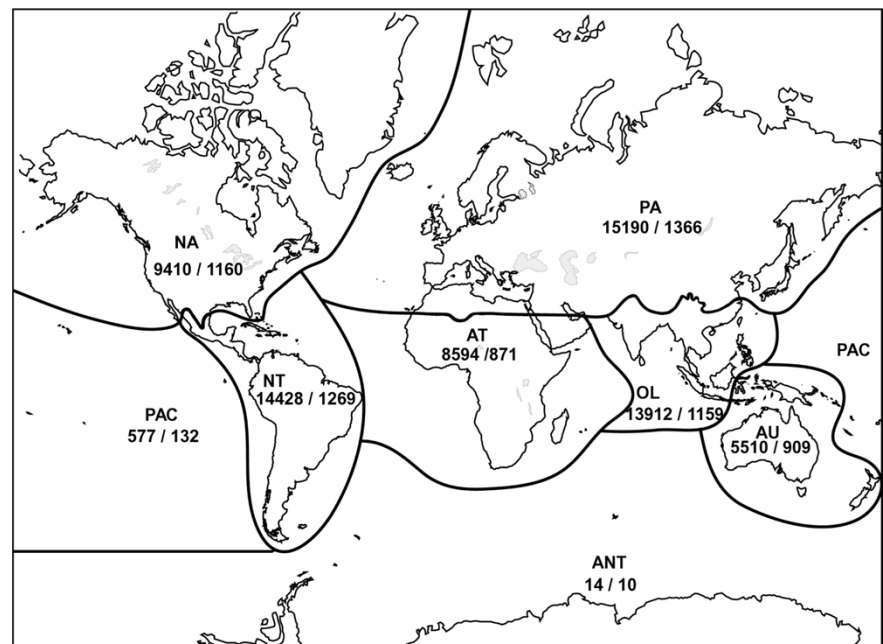 PA
15190 / 1366
NA
9410 / 1160
AT
8594 /871
PAC
NT
14428 / 1269
OL
13912 / 1159
PAC
577 / 132
AU
5510 / 909
ANT
14 / 10